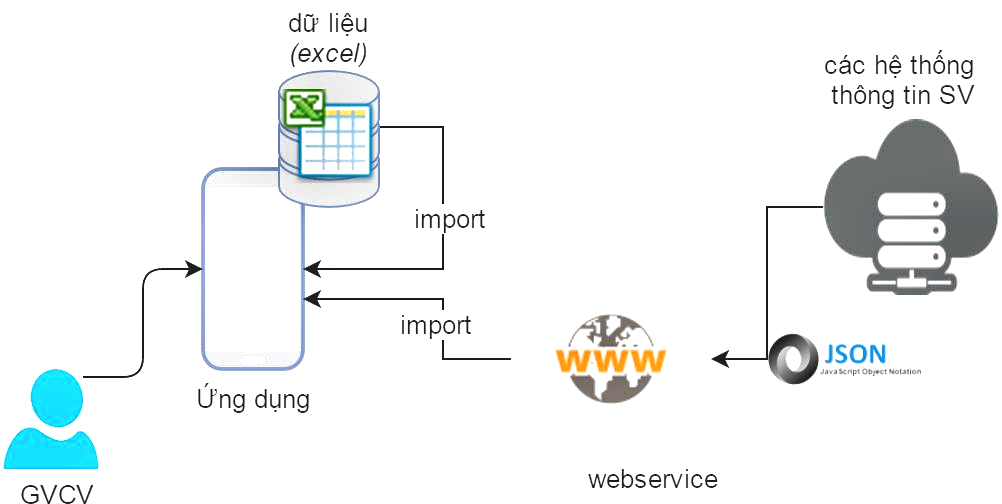 dữ liệu
(excel)
các hệ thống
thông tin SV
import
import
www
JSON
JavaScript Object Notation
Ứng dụng
webservice
GVCV